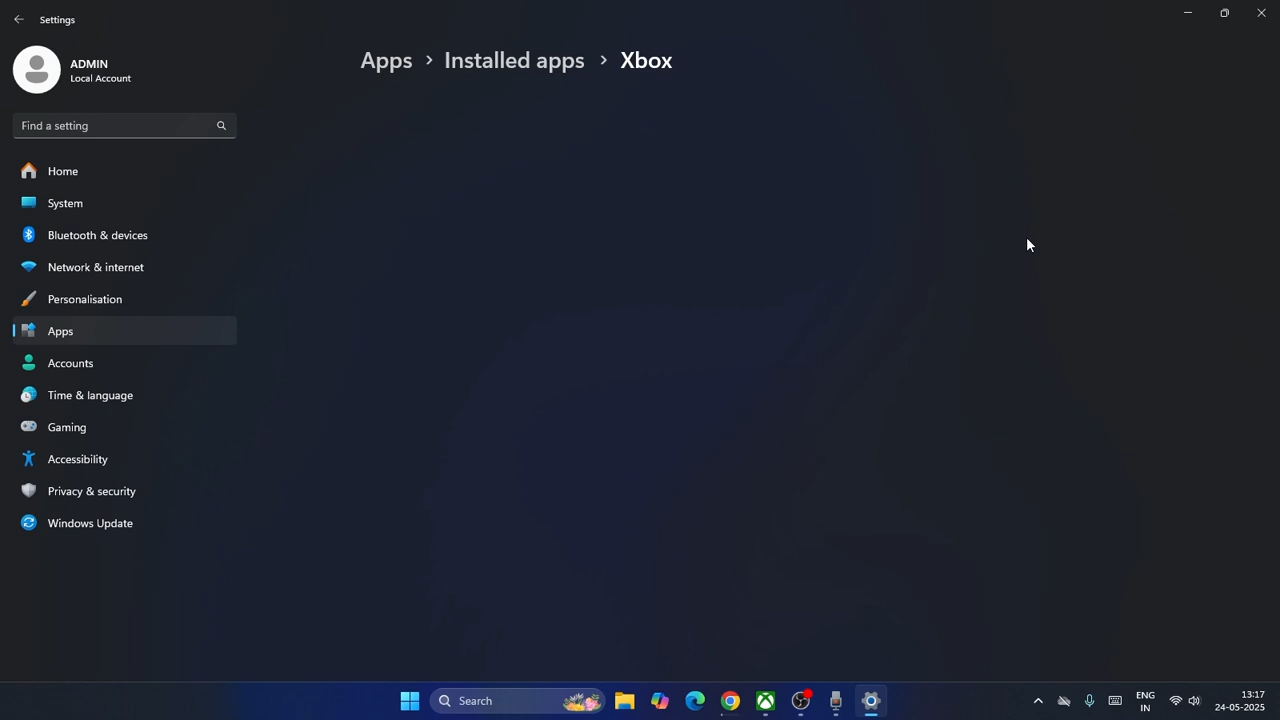 Settings
ADMIN
Local Account
Apps > Installed apps > Xbox
Find a setting
Home
System
Bluetooth & devices
Network & internet
Personalisation
Apps
Accounts
Time & language
Gaming
Accessibility
Privacy & security
Windows Update
Search
ENG
IN
13:17
24-05-2025